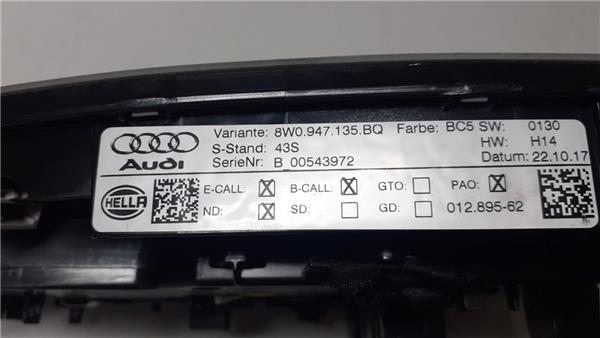 Variante: 8W0.947.135.BQ Farbe: BC5 SW: 0130
S-Stand: 43S HW: H14
Audi SerieNr: B_00543972 Datum: 22.10.17
E-CALL: B-CALL: GTO: PAO:
HELLA
ND: SD: GD: 012.895-62